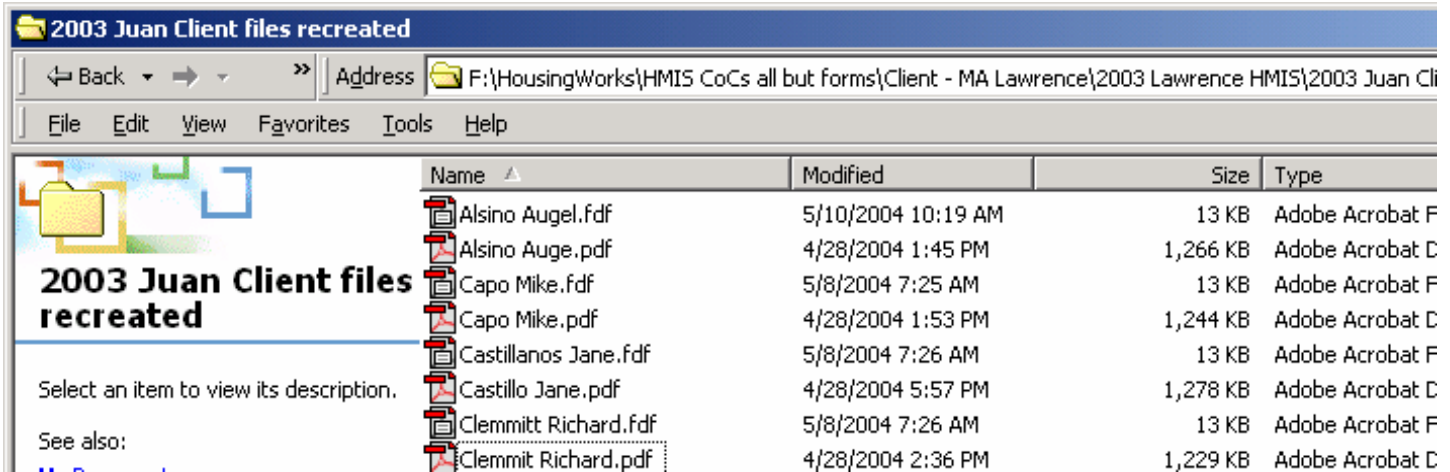 2003 Juan Client files recreated
Back » Address F:\HousingWorks\HMIS CoCs all but forms\Client - MA Lawrence\2003 Lawrence HMIS\2003 Juan Cli
File Edit View Favorites Tools Help
Name Modified Size Type
2003 Juan Client files
recreated
Select an item to view its description.
See also:
Alsino Augel.fdf 5/10/2004 10:19 AM 13 KB Adobe Acrobat F
Alsino Auge.pdf 4/28/2004 1:45 PM 1,266 KB Adobe Acrobat D
Capo Mike.fdf 5/8/2004 7:25 AM 13 KB Adobe Acrobat F
Capo Mike.pdf 4/28/2004 1:53 PM 1,244 KB Adobe Acrobat D
Castillanos Jane.fdf 5/8/2004 7:26 AM 13 KB Adobe Acrobat F
Castillo Jane.pdf 4/28/2004 5:57 PM 1,278 KB Adobe Acrobat D
Clemmitt Richard.fdf 5/8/2004 7:26 AM 13 KB Adobe Acrobat F
Clemmit Richard.pdf 4/28/2004 2:36 PM 1,229 KB Adobe Acrobat D